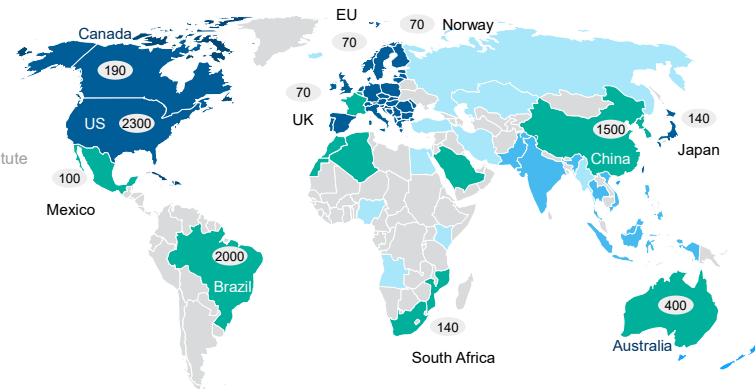 EU
70
Norway
70
Canada
190
70
US
2300
UK
140
Japan
1500
China
tute
100
Mexico
2000
Brazil
400
Australia
140
South Africa